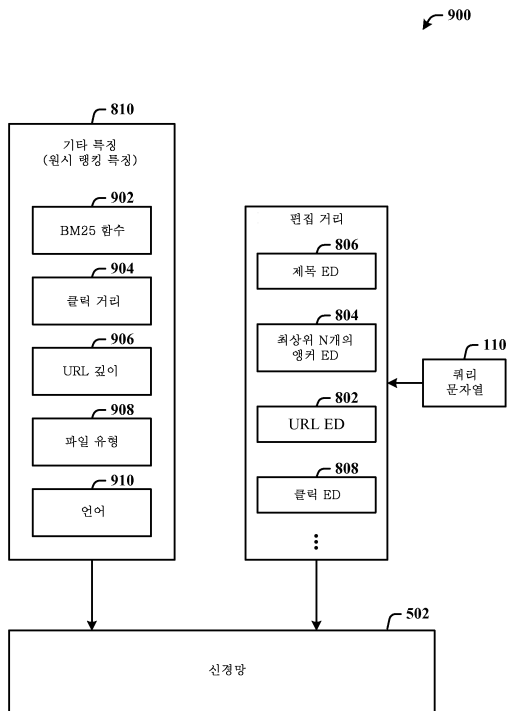 900
810
기타 특징
(원시 랭킹 특징)
902
BM25 함수
904
클릭 거리
906
URL 깊이
908
파일 유형
910
언어
편집 거리
806
제목 ED
804
최상위 N개의
앵커 ED
802
URL ED
808
클릭 ED
110
쿼리
문자열
502
신경망